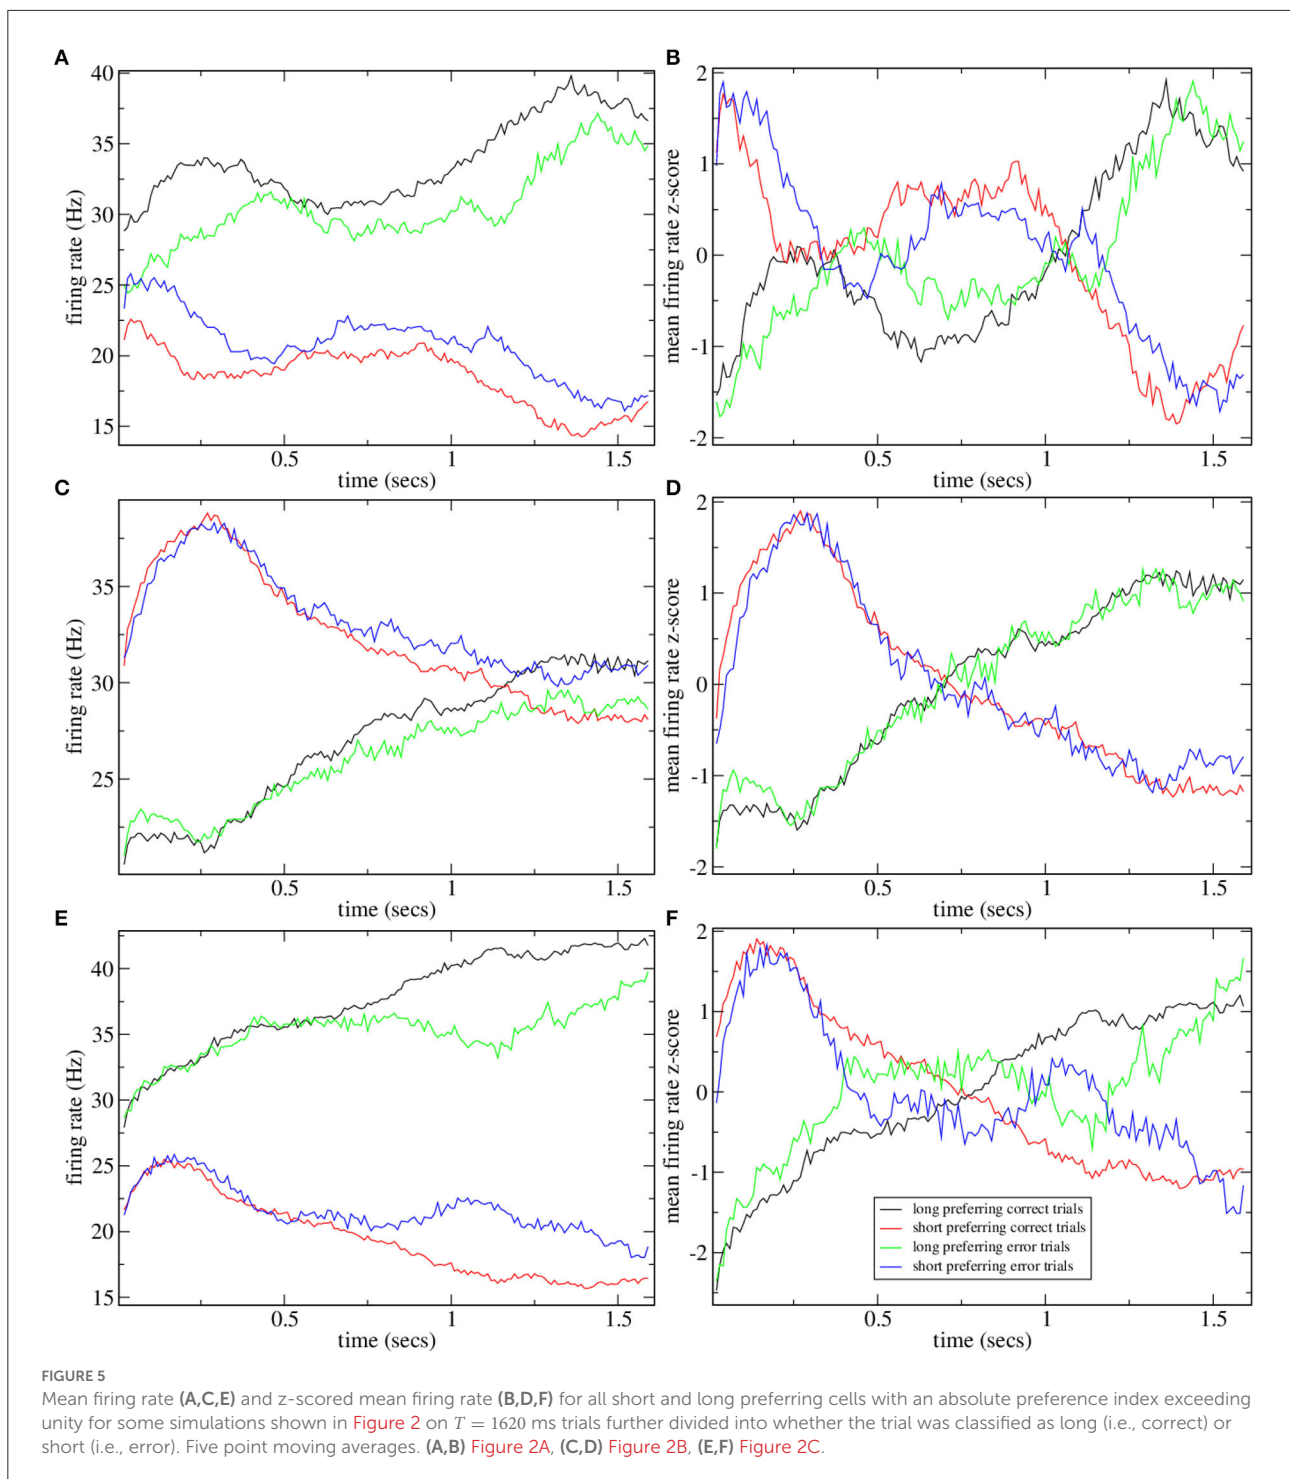 A
40
35
30
25
20
15
firing rate (Hz)
0.5
1
1.5
time (secs)
B
2
1
0
-1
-2
mean firing rate z-score
0.5
1
1.5
time (secs)
C
35
30
25
firing rate (Hz)
0.5
1
1.5
time (secs)
D
2
1
0
-1
-2
mean firing rate z-score
0.5
1
1.5
time (secs)
E
40
35
30
25
20
15
firing rate (Hz)
0.5
1
1.5
time (secs)
F
2
1
0
-1
-2
mean firing rate z-score
long preferring correct trials
short preferring correct trials
long preferring error trials
short preferring error trials
0.5
1
1.5
time (secs)
FIGURE 5
Mean firing rate (A,C,E) and z-scored mean firing rate (B,D,F) for all short and long preferring cells with an absolute preference index exceeding
unity for some simulations shown in Figure 2 on T = 1620 ms trials further divided into whether the trial was classified as long (i.e., correct) or
short (i.e., error). Five point moving averages. (A,B) Figure 2A, (C,D) Figure 2B, (E,F) Figure 2C.